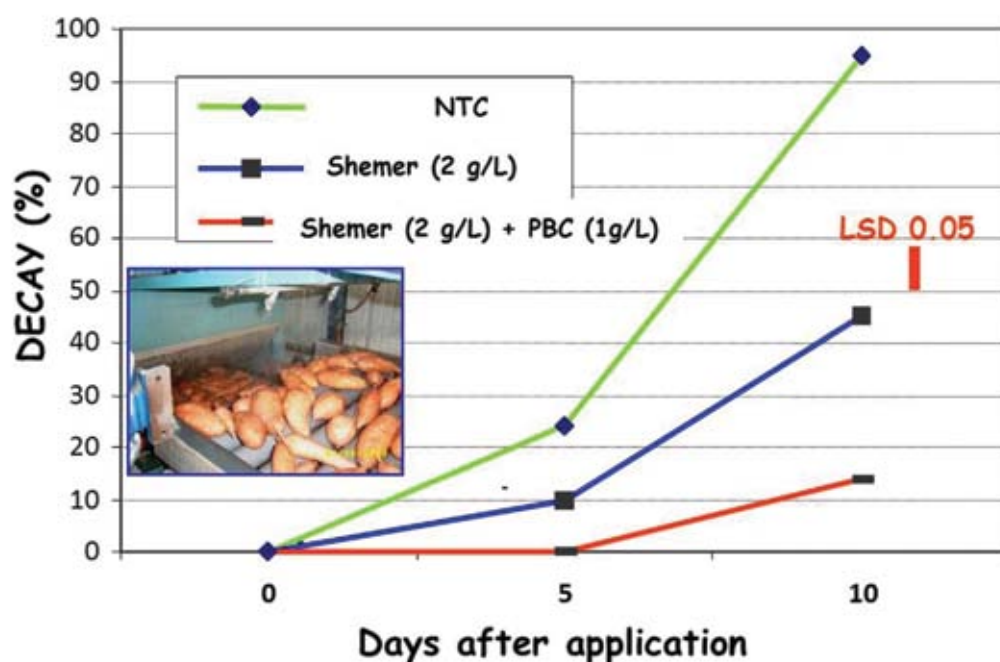 100
90
80
70
60
50
40
30
20
10
0
DECAY (%)
NTC
Shemer (2 g/L)
Shemer (2 g/L) + PBC (1g/L)
LSD 0.05
0 5 10
Days after application